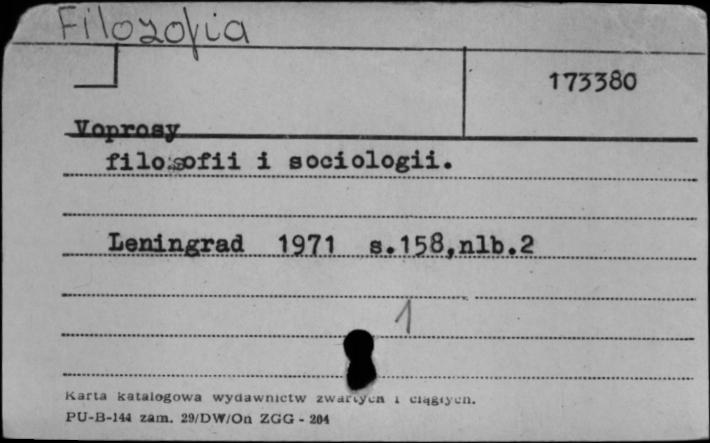 Filozofia
173380
Voprosy
filosofii i sociologii.
Leningrad 1971 s.158,nlb.2
1
Karta katalogowa wydawnictw zwartych i ciągłych.
PU-B-144 zam. 29/DW/On ZGG - 204